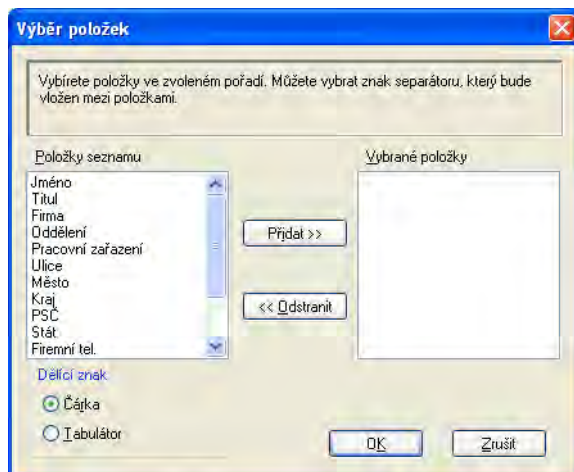 Výběr položek
Vybírete položky ve zvoleném pořadí. Můžete vybrat znak separátoru, který bude
vložen mezi položkami.
Položky seznamu
Jméno
Titul
Firma
Oddělení
Pracovní zařazení
Ulice
Město
Kraj
PSČ
Stát
Firemní tel.
Přidat >>
<< Odstranit
Vybrané položky
Dělící znak
Čárka
Tabulátor
OK
Zrušit